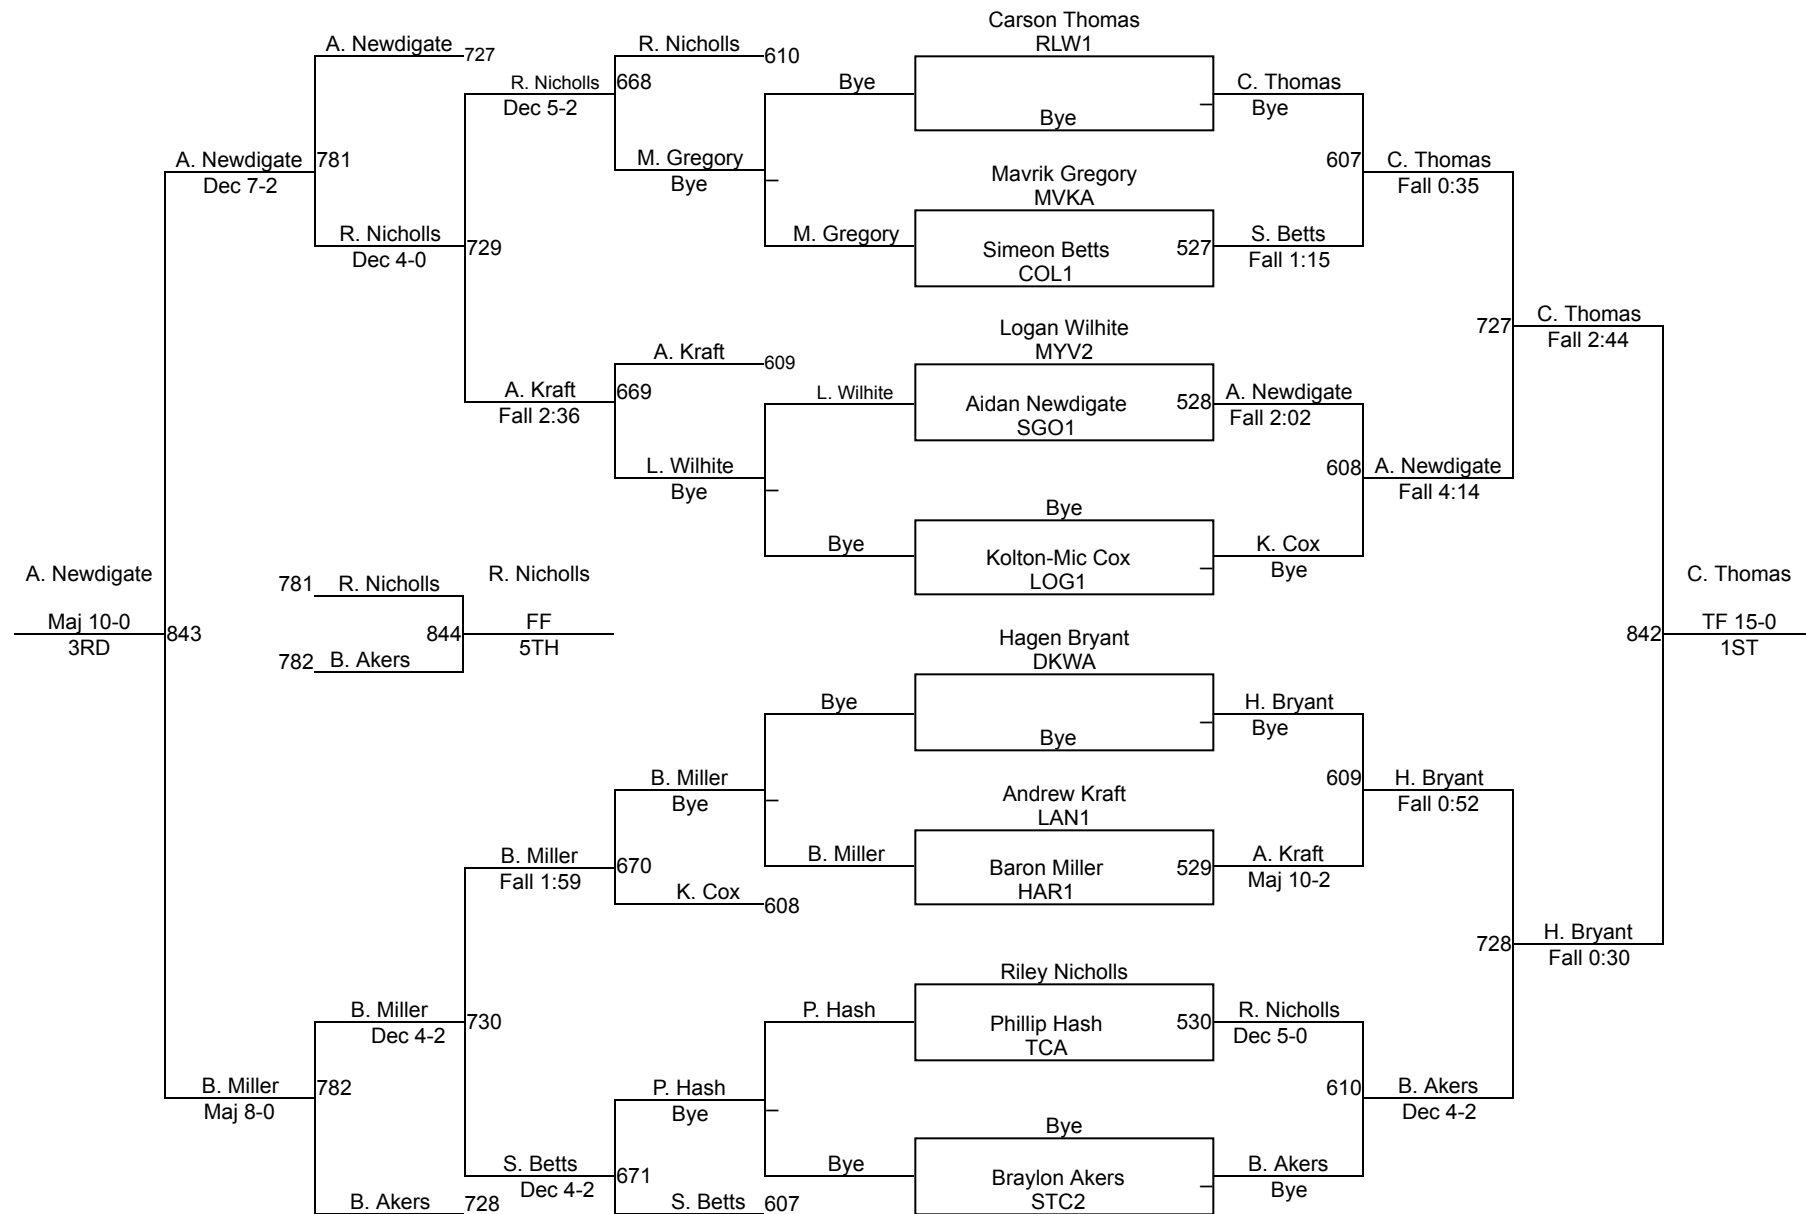 Carson Thomas
A. Newdigate 727 R. Nicholls 610 RLW1
R. Nicholls 668 Bye C. Thomas
Dec 5-2 Bye Bye
A. Newdigate 781 M. Gregory 607 C. Thomas
Dec 7-2 Bye Mavrik Gregory Fall 0:35
MVKA
R. Nicholls 729 M. Gregory Simeon Betts 527 S. Betts
Dec 4-0 COL1 Fall 1:15
Logan Wilhite 727 C. Thomas
A. Kraft 609 MYV2 Fall 2:44
A. Kraft 669 L. Wilhite Aidan Newdigate 528 A. Newdigate
Fall 2:36 SGO1 Fall 2:02
L. Wilhite 608 A. Newdigate
Bye Fall 4:14
Bye
Bye Kolton-Mic Cox K. Cox
A. Newdigate 781 R. Nicholls R. Nicholls LOG1 Bye C. Thomas
Maj 10-0 843 844 FF 842 TF 15-0
3RD 5TH Hagen Bryant 1ST
782 B. Akers DKWA
Bye H. Bryant
Bye Bye
B. Miller 609 H. Bryant
Bye Andrew Kraft Fall 0:52
LAN1
B. Miller 670 B. Miller Baron Miller 529 A. Kraft
Fall 1:59 HAR1 Maj 10-2
K. Cox 608
728 H. Bryant
Riley Nicholls Fall 0:30
B. Miller 730 P. Hash Phillip Hash 530 R. Nicholls
Dec 4-2 TCA Dec 5-0
B. Miller 782 P. Hash 610 B. Akers
Maj 8-0 Bye Dec 4-2
Bye
S. Betts 671 Bye Braylon Akers B. Akers
Dec 4-2 STC2 Bye
B. Akers 728 S. Betts 607